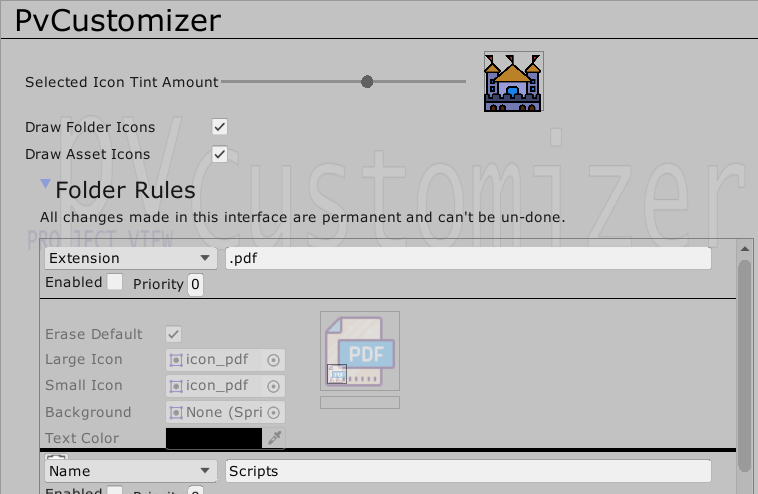 PvCustomizer
Selected Icon Tint Amount
Draw Folder Icons
Draw Asset Icons
PVCustomizer
Folder Rules
All changes made in this interface are permanent and can't be un-done.
PROJECT VIEW
Extension .pdf
Enabled Priority 0
Erase Default
Large Icon icon_pdf
PDF
Small Icon icon_pdf
Background None (Spri
Text Color
Name Scripts
Enabled Priority 0